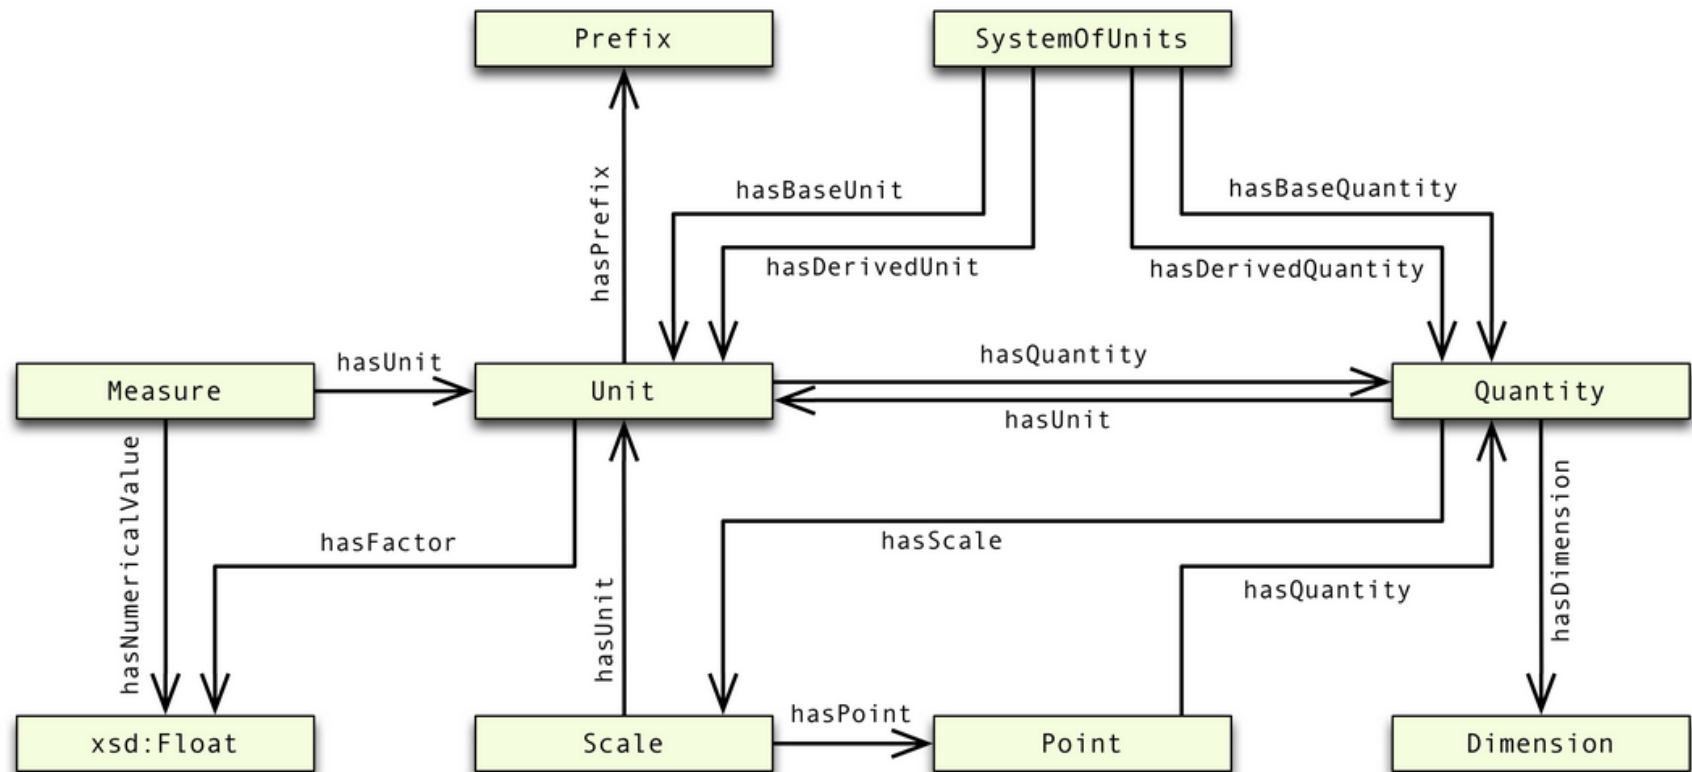 Prefix
SystemOfUnits
hasPrefix
hasBaseUnit
hasBaseQuantity
hasDerivedUnit
hasDerivedQuantity
Measure
hasUnit
Unit
hasQuantity
hasUnit
Quantity
hasNumericalValue
hasFactor
hasUnit
hasScale
hasQuantity
hasDimension
xsd:Float
Scale
hasPoint
Point
Dimension